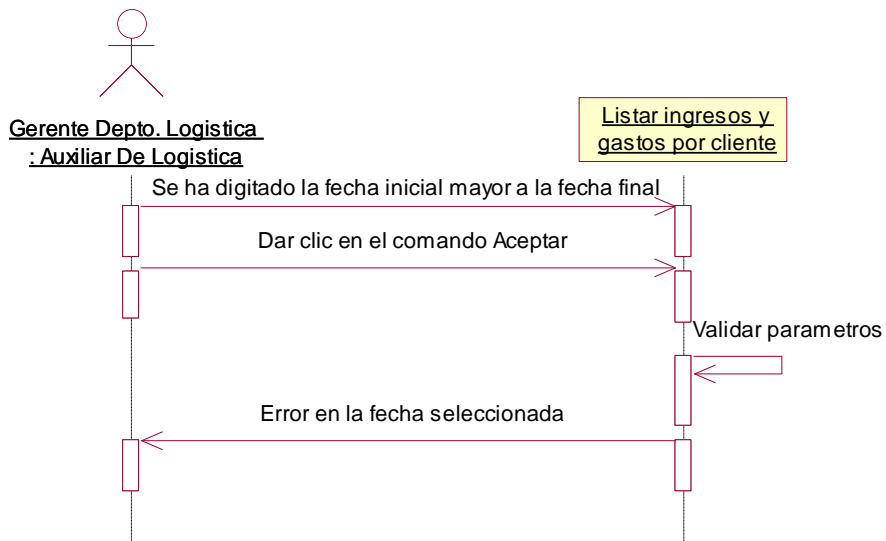 Gerente Depto. Logistica
: Auxiliar De Logistica
Listar ingresos y
gastos por cliente
Se ha digitado la fecha inicial mayor a la fecha final
Dar clic en el comando Aceptar
Validar parametros
Error en la fecha seleccionada